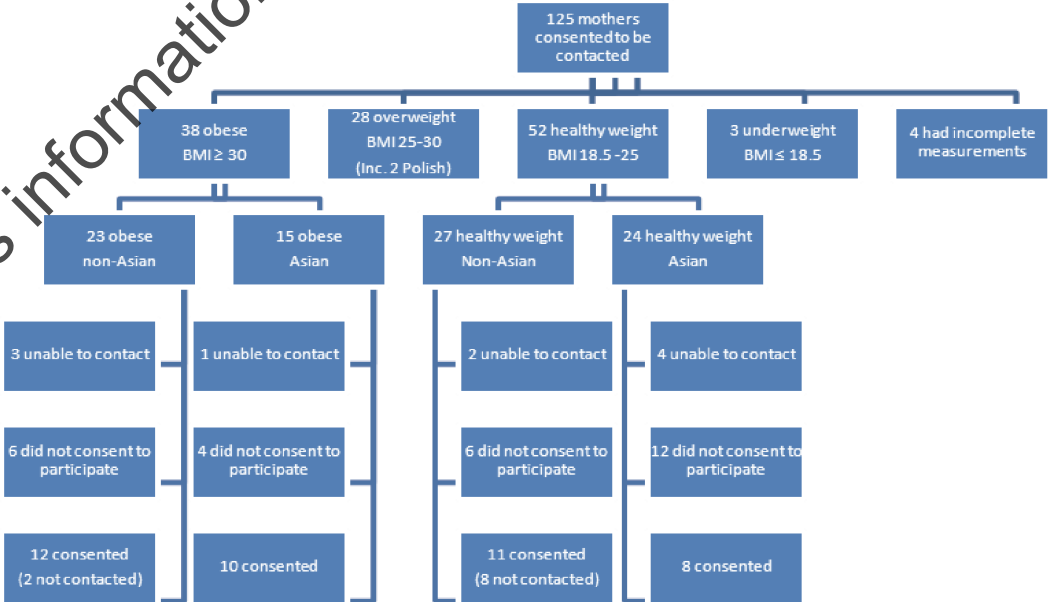 125 mothers
consented to be
contacted
38 obese
BMI ≥ 30
28 overweight
BMI 25-30
(Inc. 2 Polish)
52 healthy weight
BMI 18.5 -25
3 underweight
BMI ≤ 18.5
4 had incomplete
measurements
23 obese
non-Asian
15 obese
Asian
27 healthy weight
Non-Asian
24 healthy weight
Asian
3 unable to contact
1 unable to contact
2 unable to contact
4 unable to contact
6 did not consent to
participate
4 did not consent to
participate
6 did not consent to
participate
12 did not consent to
participate
12 consented
(2 not contacted)
10 consented
11 consented
(8 not contacted)
8 consented
information